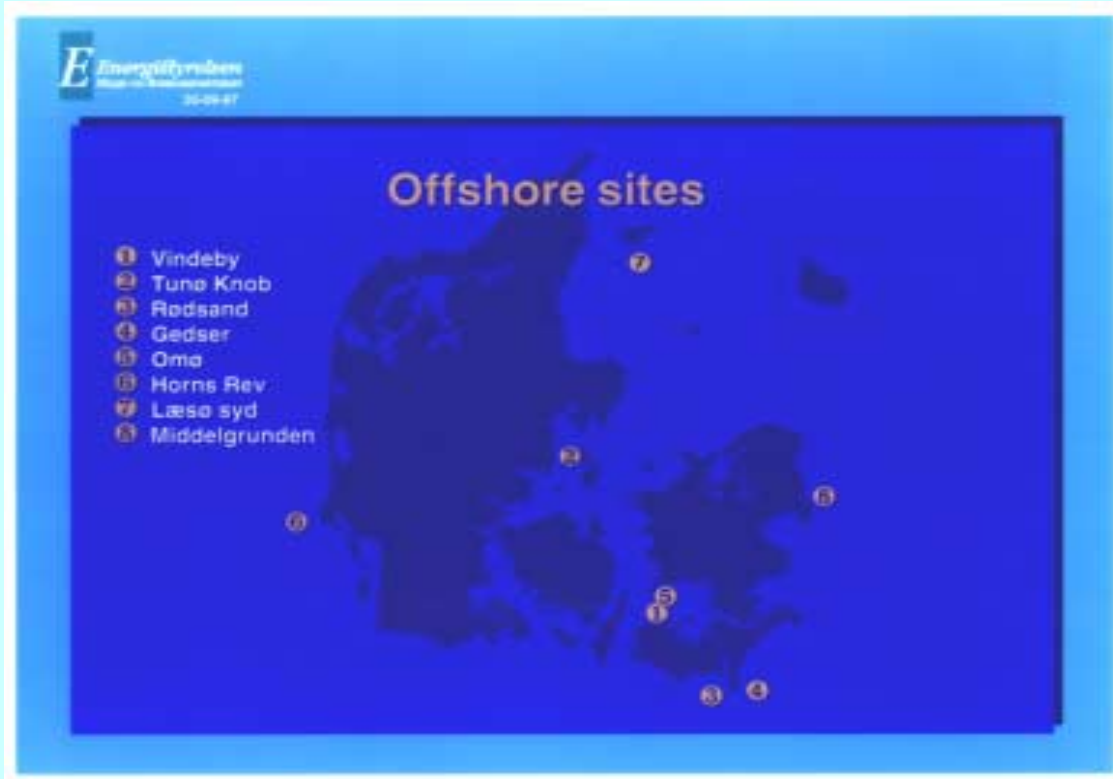 E Energistyrelsen
Offshore sites
1 Vindeby
2 Tunø Knob
3 Rødsand
4 Gedser
5 Omø
6 Horns Rev
7 Læsø syd
8 Middelgrunden
7
2
8
6
5
1
3
4